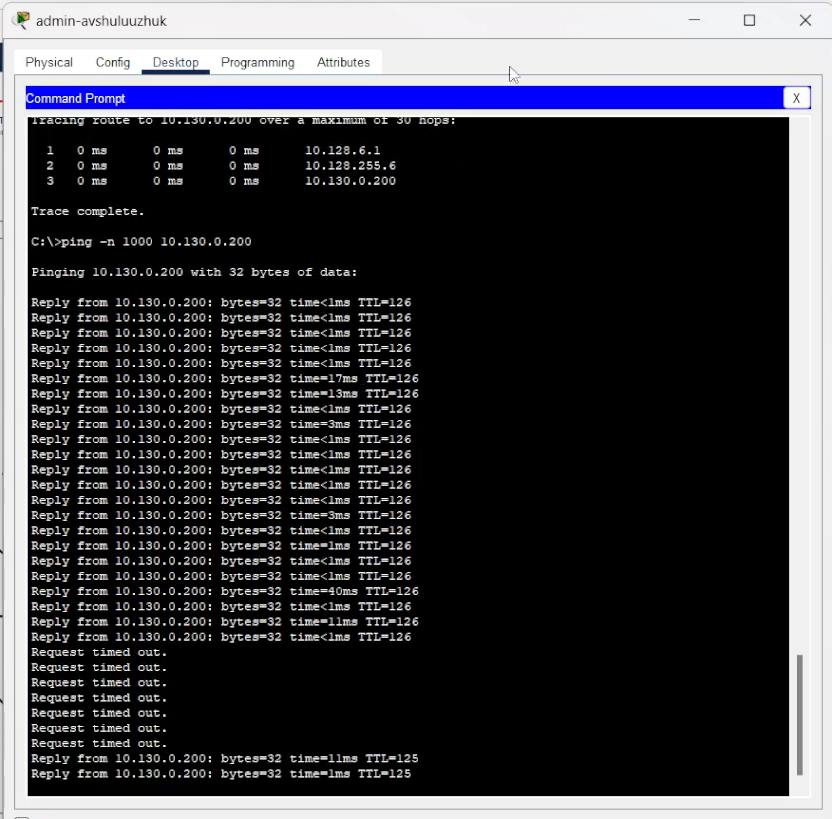 admin-avshuluuzhuk
Physical Config Desktop Programming Attributes
Command Prompt
X
Tracing route to 10.130.0.200 over a maximum of 30 hops:
1 0 ms 0 ms 0 ms 10.128.6.1
2 0 ms 0 ms 0 ms 10.128.255.6
3 0 ms 0 ms 0 ms 10.130.0.200
Trace complete.
C:\>ping -n 1000 10.130.0.200
Pinging 10.130.0.200 with 32 bytes of data:
Reply from 10.130.0.200: bytes=32 time<1ms TTL=126
Reply from 10.130.0.200: bytes=32 time<1ms TTL=126
Reply from 10.130.0.200: bytes=32 time<1ms TTL=126
Reply from 10.130.0.200: bytes=32 time<1ms TTL=126
Reply from 10.130.0.200: bytes=32 time<1ms TTL=126
Reply from 10.130.0.200: bytes=32 time=17ms TTL=126
Reply from 10.130.0.200: bytes=32 time=13ms TTL=126
Reply from 10.130.0.200: bytes=32 time<1ms TTL=126
Reply from 10.130.0.200: bytes=32 time=3ms TTL=126
Reply from 10.130.0.200: bytes=32 time<1ms TTL=126
Reply from 10.130.0.200: bytes=32 time<1ms TTL=126
Reply from 10.130.0.200: bytes=32 time<1ms TTL=126
Reply from 10.130.0.200: bytes=32 time<1ms TTL=126
Reply from 10.130.0.200: bytes=32 time<1ms TTL=126
Reply from 10.130.0.200: bytes=32 time=3ms TTL=126
Reply from 10.130.0.200: bytes=32 time<1ms TTL=126
Reply from 10.130.0.200: bytes=32 time=1ms TTL=126
Reply from 10.130.0.200: bytes=32 time<1ms TTL=126
Reply from 10.130.0.200: bytes=32 time<1ms TTL=126
Reply from 10.130.0.200: bytes=32 time=40ms TTL=126
Reply from 10.130.0.200: bytes=32 time<1ms TTL=126
Reply from 10.130.0.200: bytes=32 time=11ms TTL=126
Reply from 10.130.0.200: bytes=32 time<1ms TTL=126
Request timed out.
Request timed out.
Request timed out.
Request timed out.
Request timed out.
Request timed out.
Request timed out.
Reply from 10.130.0.200: bytes=32 time=11ms TTL=125
Reply from 10.130.0.200: bytes=32 time=1ms TTL=125